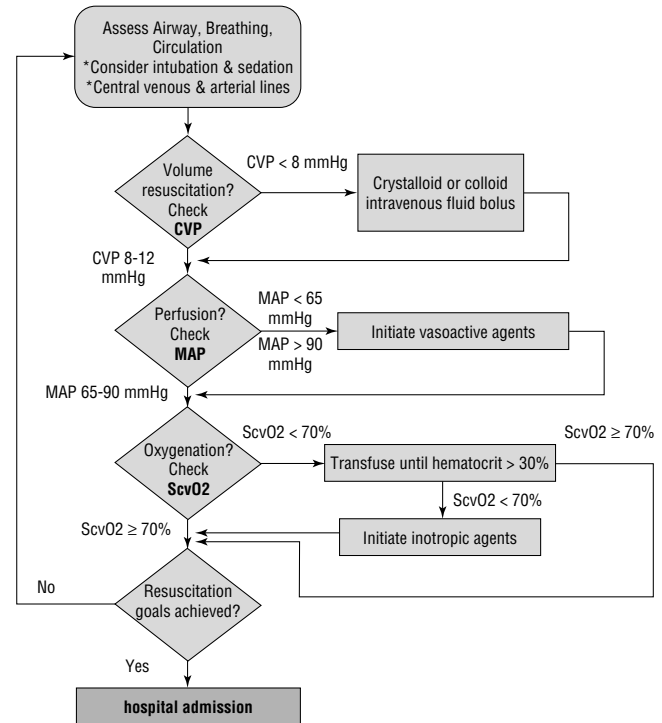 Assess Airway, Breathing,
Circulation
*Consider intubation & sedation
*Central venous & arterial lines
Volume
resuscitation?
Check
CVP
CVP < 8 mmHg
Crystalloid or colloid
intravenous fluid bolus
CVP 8-12
mmHg
Perfusion?
Check
MAP
MAP < 65
mmHg
MAP > 90
mmHg
Initiate vasoactive agents
MAP 65-90 mmHg
Oxygenation?
Check
ScvO2
ScvO2 < 70%
Transfuse until hematocrit > 30%
ScvO2 ≥ 70%
ScvO2 < 70%
Initiate inotropic agents
ScvO2 ≥ 70%
Resuscitation
goals achieved?
No
Yes
hospital admission